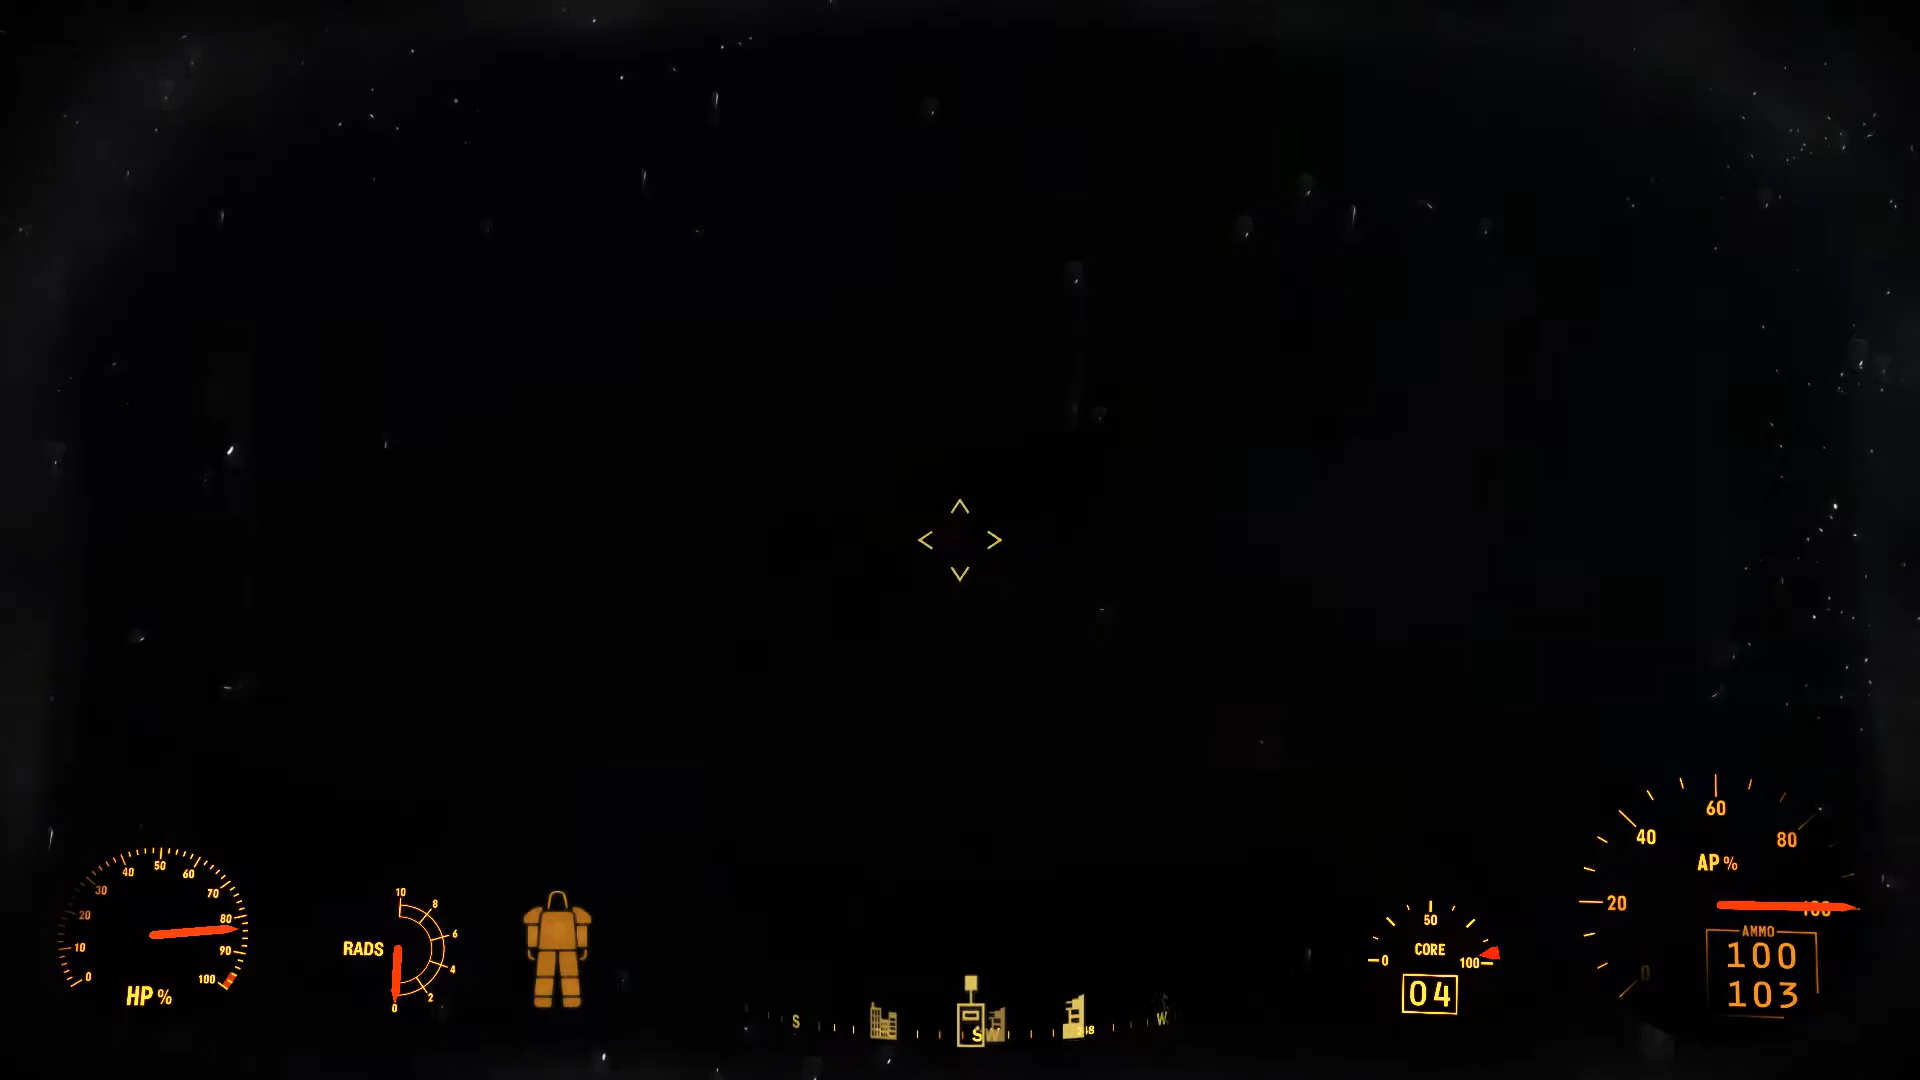 0 10 20 30 40 50 60 70 80 90 100
HP %
RADS
10 8 6 4 2 0
S SW W
0 50 100
CORE
04
0 20 40 60 80 100
AP %
AMMO
100
103